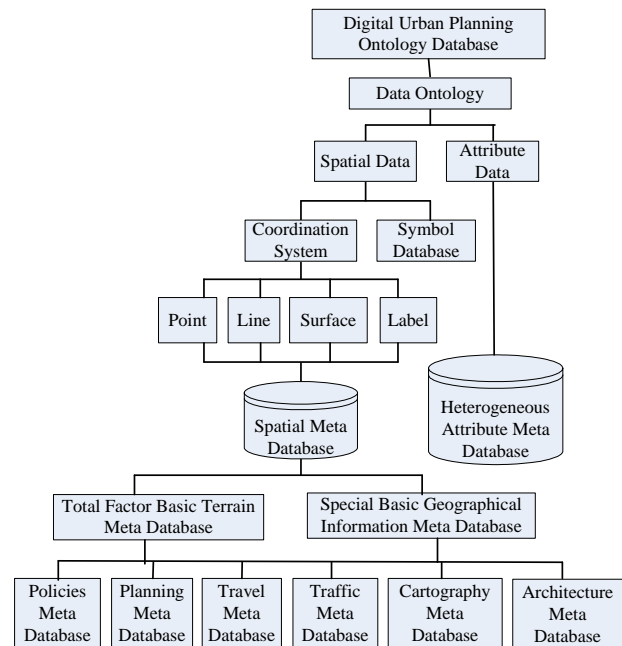 Digital Urban Planning
Ontology Database
Data Ontology
Spatial Data
Attribute
Data
Coordination
System
Symbol
Database
Point
Line
Surface
Label
Spatial Meta
Database
Heterogeneous
Attribute Meta
Database
Total Factor Basic Terrain
Meta Database
Special Basic Geographical
Information Meta Database
Policies
Meta
Database
Planning
Meta
Database
Travel
Meta
Database
Traffic
Meta
Database
Cartography
Meta
Database
Architecture
Meta
Database